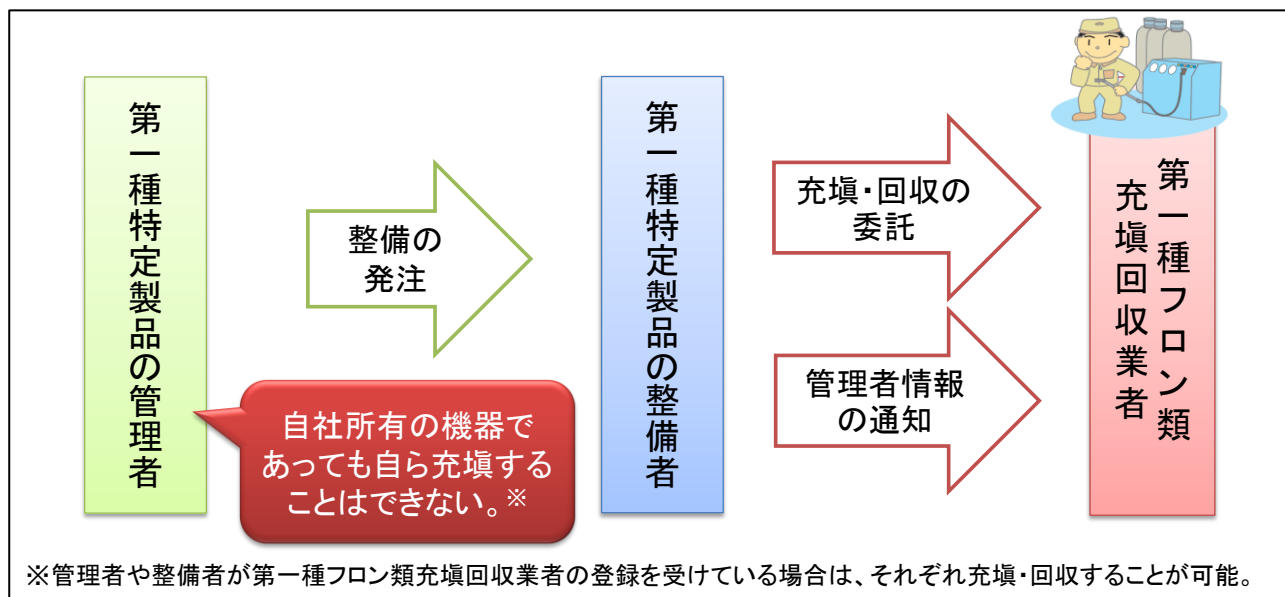 第一種特定製品の管理者
整備の
発注
自社所有の機器で
あっても自ら充塡する
ことはできない。※
第一種特定製品の整備者
充塡・回収の
委託
管理者情報
の通知
第一種フロン類
充塡回収業者
※管理者や整備者が第一種フロン類充塡回収業者の登録を受けている場合は、それぞれ充塡・回収することが可能。